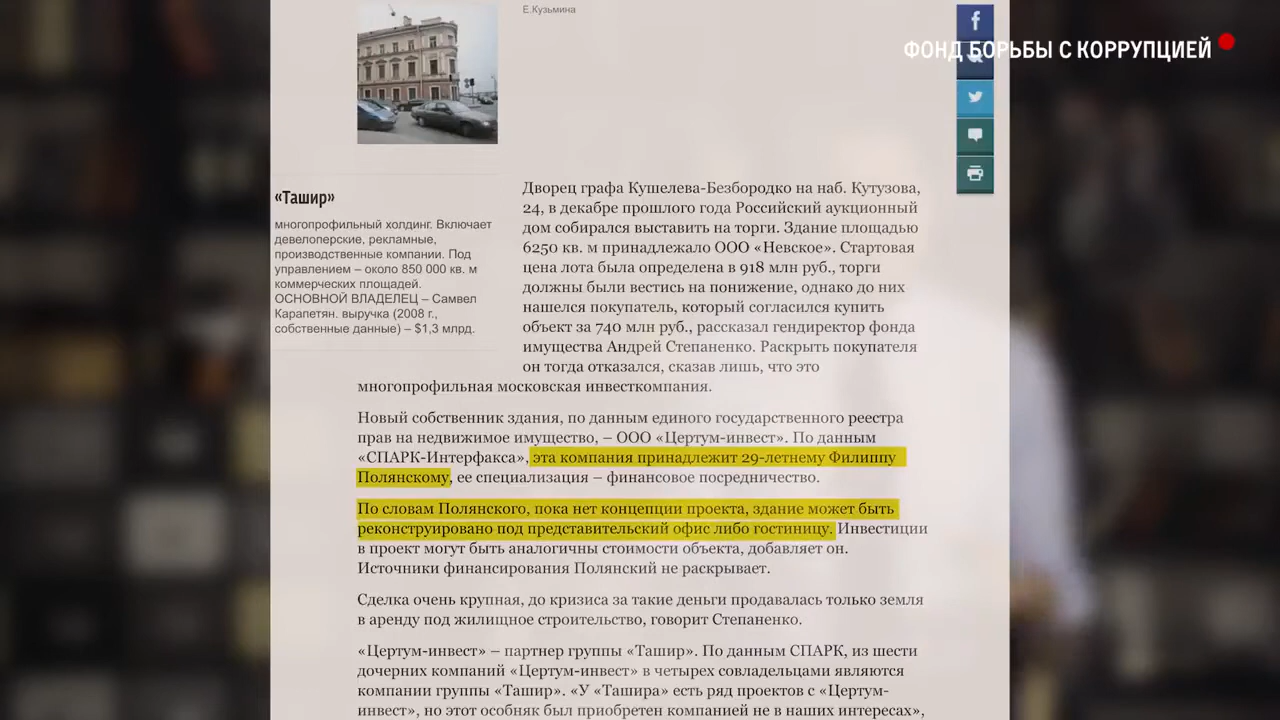 Е.Кузьмина
ФОНД БОРЬБЫ С КОРРУПЦИЕЙ
«Ташир»
многопрофильный холдинг. Включает
девелоперские, рекламные,
производственные компании. Под
управлением – около 850 000 кв. м
коммерческих площадей.
ОСНОВНОЙ ВЛАДЕЛЕЦ – Самвел
Карапетян. выручка (2008 г.,
собственные данные) – $1,3 млрд.
Дворец графа Кушелева-Безбородко на наб. Кутузова,
24, в декабре прошлого года Российский аукционный
дом собирался выставить на торги. Здание площадью
6250 кв. м принадлежало ООО «Невское». Стартовая
цена лота была определена в 918 млн руб., торги
должны были вестись на понижение, однако до них
нашелся покупатель, который согласился купить
объект за 740 млн руб., рассказал гендиректор фонда
имущества Андрей Степаненко. Раскрыть покупателя
он тогда отказался, сказав лишь, что это
многопрофильная московская инвесткомпания.
Новый собственник здания, по данным единого государственного реестра
прав на недвижимое имущество, – ООО «Цертум-инвест». По данным
«СПАРК-Интерфакса», эта компания принадлежит 29-летнему Филиппу
Полянскому, ее специализация – финансовое посредничество.
По словам Полянского, пока нет концепции проекта, здание может быть
реконструировано под представительский офис либо гостиницу. Инвестиции
в проект могут быть аналогичны стоимости объекта, добавляет он.
Источники финансирования Полянский не раскрывает.
Сделка очень крупная, до кризиса за такие деньги продавалась только земля
в аренду под жилищное строительство, говорит Степаненко.
«Цертум-инвест» – партнер группы «Ташир». По данным СПАРК, из шести
дочерних компаний «Цертум-инвест» в четырех совладельцами являются
компании группы «Ташир». «У «Ташира» есть ряд проектов с «Цертум-
инвест», но этот особняк был приобретен компанией не в наших интересах»,